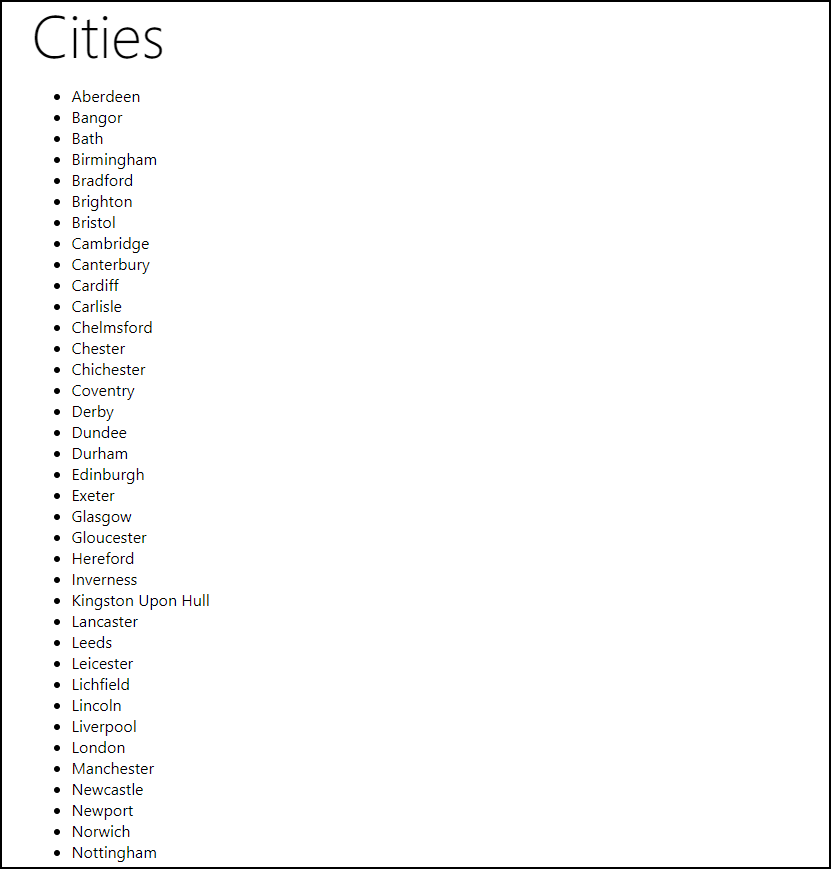 Cities
Aberdeen
Bangor
Bath
Birmingham
Bradford
Brighton
Bristol
Cambridge
Canterbury
Cardiff
Carlisle
Chelmsford
Chester
Chichester
Coventry
Derby
Dundee
Durham
Edinburgh
Exeter
Glasgow
Gloucester
Hereford
Inverness
Kingston Upon Hull
Lancaster
Leeds
Leicester
Lichfield
Lincoln
Liverpool
London
Manchester
Newcastle
Newport
Norwich
Nottingham